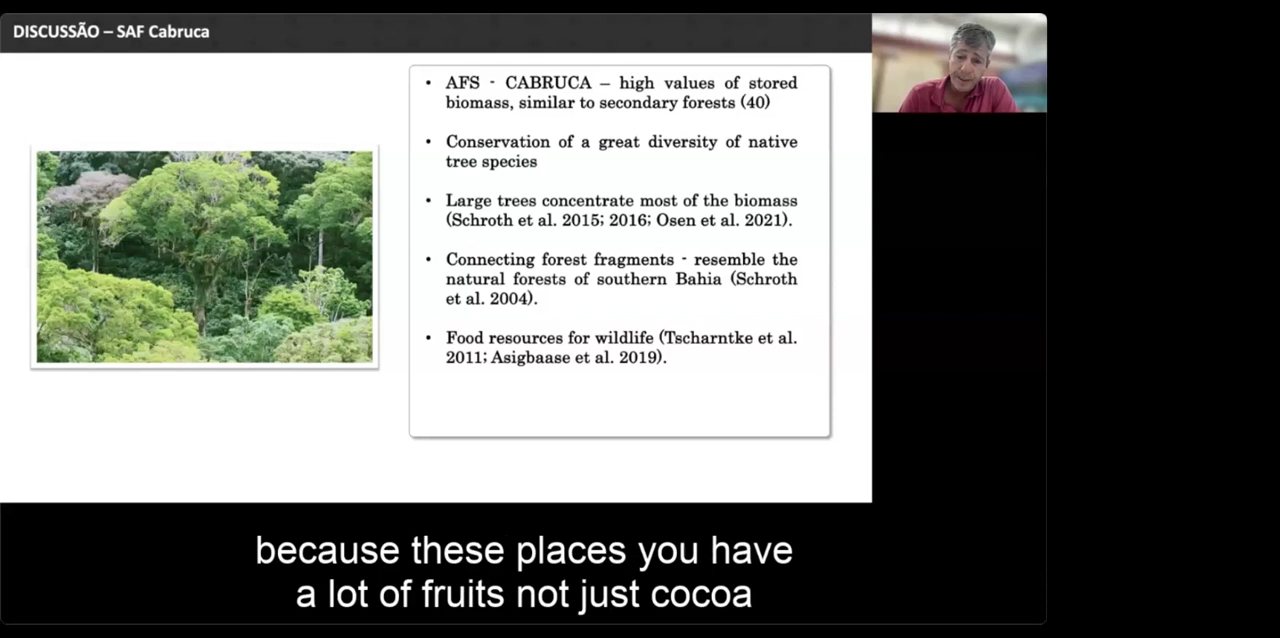 DISCUSSÃO – SAF Cabruca
• AFS - CABRUCA – high values of stored
biomass, similar to secondary forests (40)
• Conservation of a great diversity of native
tree species
• Large trees concentrate most of the biomass
(Schroth et al. 2015; 2016; Osen et al. 2021).
• Connecting forest fragments - resemble the
natural forests of southern Bahia (Schroth
et al. 2004).
• Food resources for wildlife (Tscharntke et al.
2011; Asigbaase et al. 2019).
because these places you have
a lot of fruits not just cocoa